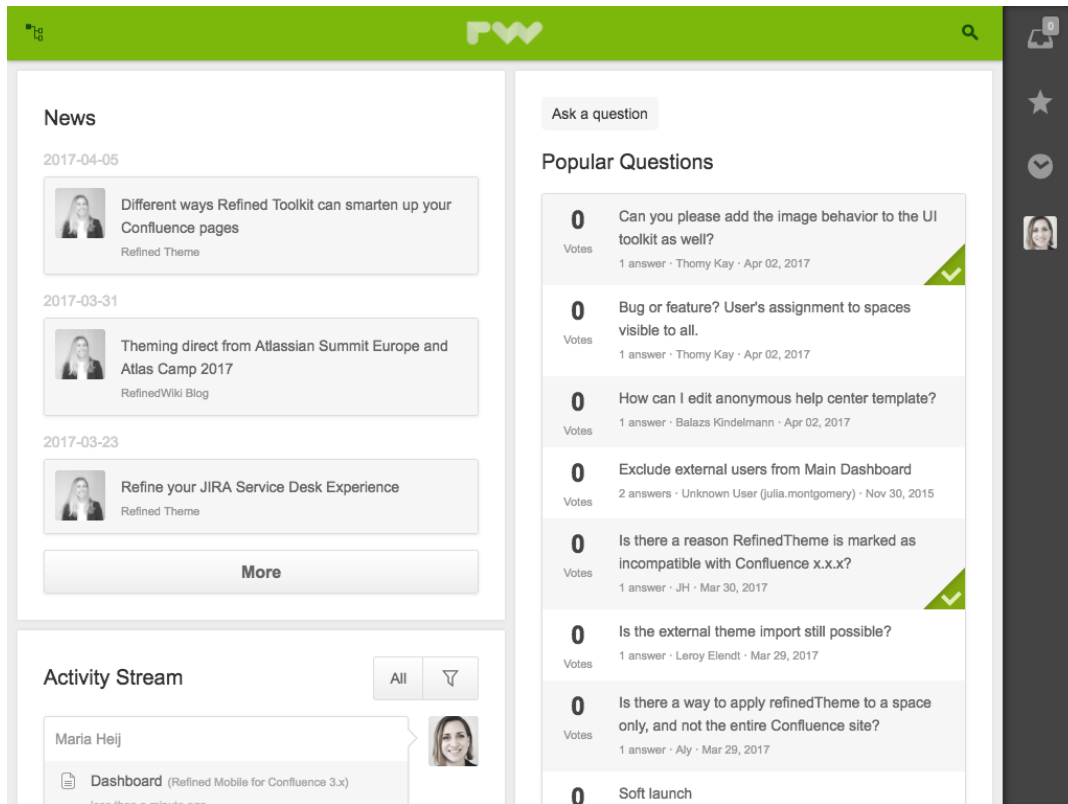 RW
0
News
2017-04-05
Different ways Refined Toolkit can smarten up your
Confluence pages
Refined Theme
2017-03-31
Theming direct from Atlassian Summit Europe and
Atlas Camp 2017
RefinedWiki Blog
2017-03-23
Refine your JIRA Service Desk Experience
Refined Theme
More
Activity Stream
All
Maria Heij
Dashboard (Refined Mobile for Confluence 3.x)
less than a minute ago
Ask a question
Popular Questions
0
Votes
Can you please add the image behavior to the UI
toolkit as well?
1 answer · Thomy Kay · Apr 02, 2017
0
Votes
Bug or feature? User's assignment to spaces
visible to all.
1 answer · Thomy Kay · Apr 02, 2017
0
Votes
How can I edit anonymous help center template?
1 answer · Balazs Kindelmann · Apr 02, 2017
0
Votes
Exclude external users from Main Dashboard
2 answers · Unknown User (julia.montgomery) · Nov 30, 2015
0
Votes
Is there a reason RefinedTheme is marked as
incompatible with Confluence x.x.x?
1 answer · JH · Mar 30, 2017
0
Votes
Is the external theme import still possible?
1 answer · Leroy Elendt · Mar 29, 2017
0
Votes
Is there a way to apply refinedTheme to a space
only, and not the entire Confluence site?
1 answer · Aly · Mar 29, 2017
0
Soft launch